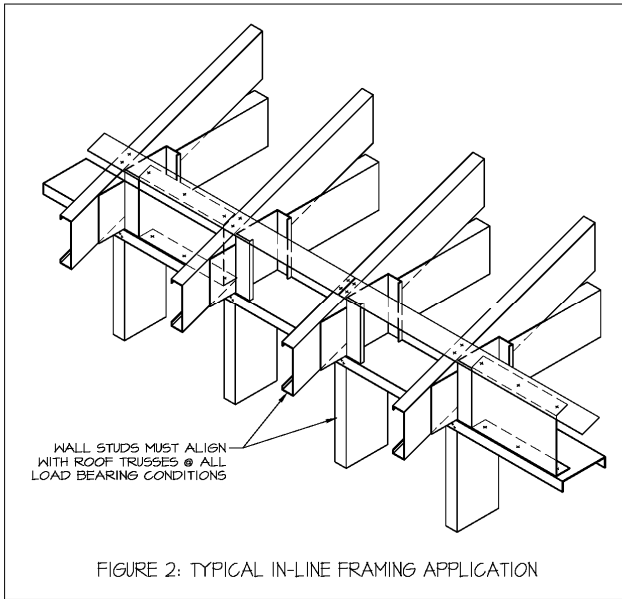 WALL STUDS MUST ALIGN
WITH ROOF TRUSSES @ ALL
LOAD BEARING CONDITIONS
FIGURE 2: TYPICAL IN-LINE FRAMING APPLICATION